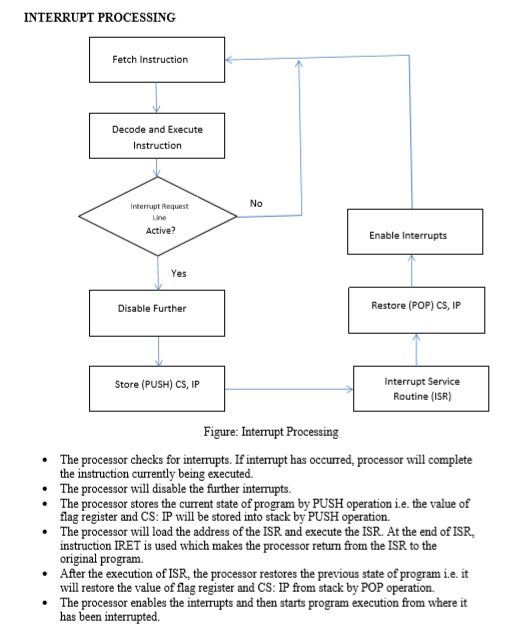 INTERRUPT PROCESSING
Fetch Instruction
Decode and Execute
Instruction
Interrupt Request
Line
Active?
No
Yes
Disable Further
Store (PUSH) CS, IP
Interrupt Service
Routine (ISR)
Restore (POP) CS, IP
Enable Interrupts
Figure: Interrupt Processing
• The processor checks for interrupts. If interrupt has occurred, processor will complete
the instruction currently being executed.
• The processor will disable the further interrupts.
• The processor stores the current state of program by PUSH operation i.e. the value of
flag register and CS: IP will be stored into stack by PUSH operation.
• The processor will load the address of the ISR and execute the ISR. At the end of ISR,
instruction IRET is used which makes the processor return from the ISR to the
original program.
• After the execution of ISR, the processor restores the previous state of program i.e. it
will restore the value of flag register and CS: IP from stack by POP operation.
• The processor enables the interrupts and then starts program execution from where it
has been interrupted.